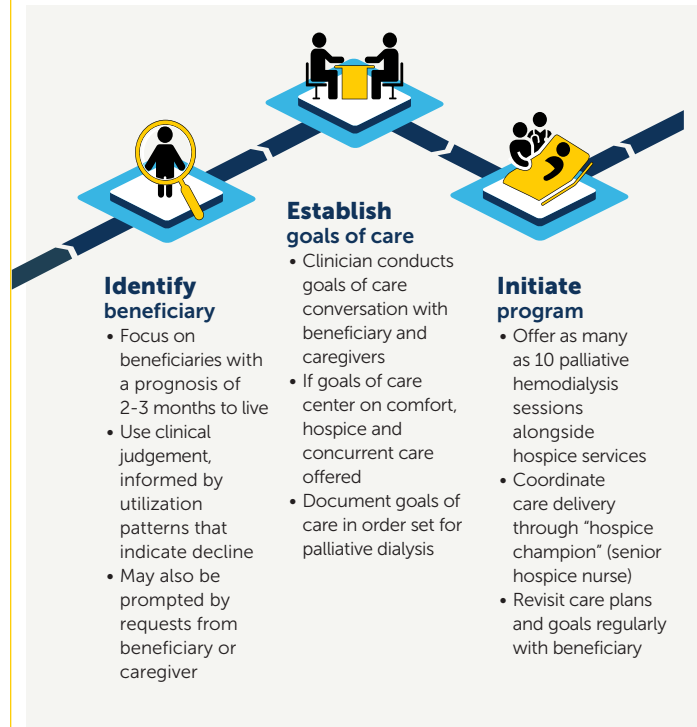 Identify
beneficiary
• Focus on
beneficiaries with
a prognosis of
2-3 months to live
• Use clinical
judgement,
informed by
utilization
patterns that
indicate decline
• May also be
prompted by
requests from
beneficiary or
caregiver
Establish
goals of care
• Clinician conducts
goals of care
conversation with
beneficiary and
caregivers
• If goals of care
center on comfort,
hospice and
concurrent care
offered
• Document goals of
care in order set for
palliative dialysis
Initiate
program
• Offer as many
as 10 palliative
hemodialysis
sessions
alongside
hospice services
• Coordinate
care delivery
through “hospice
champion” (senior
hospice nurse)
• Revisit care plans
and goals regularly
with beneficiary